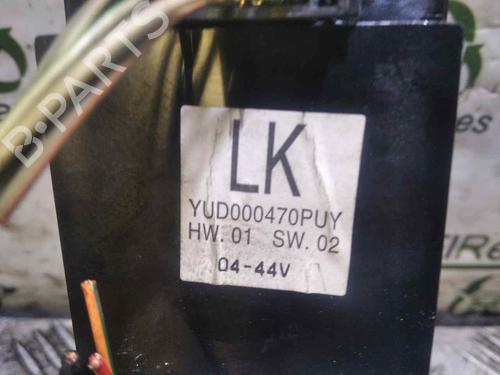 B-PARTS
LK
YUD000470PUY
HW. 01 SW. 02
04-44V